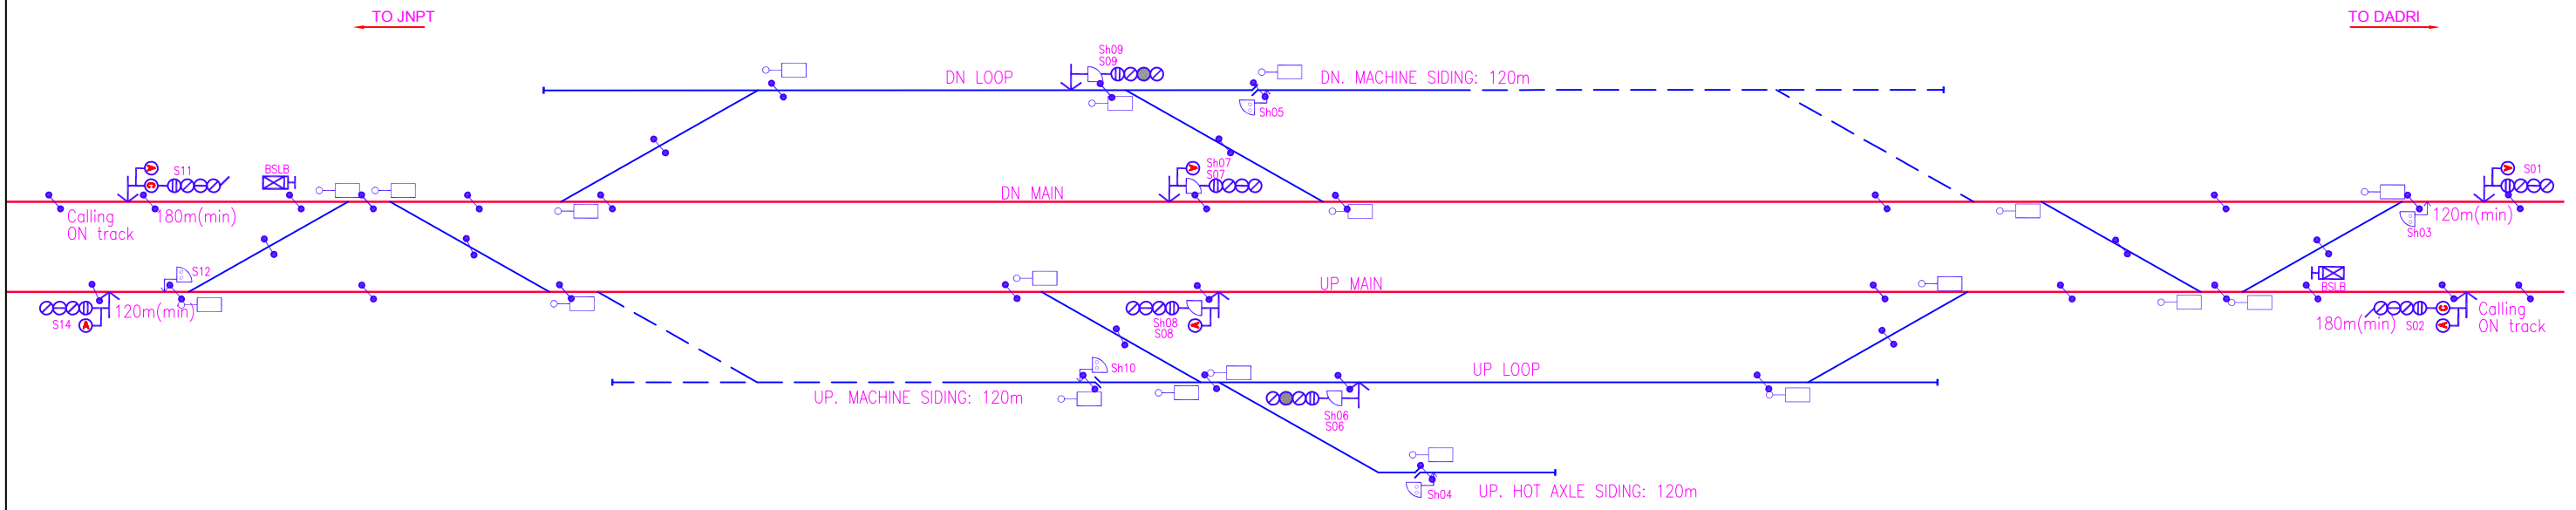 TO JNPT
TO DADRI
Sh09
S09
DN LOOP
DN. MACHINE SIDING: 120m
Sh05
A
S11
C
BSLB
Calling
ON track
180m(min)
A
Sh07
S07
DN MAIN
A
S01
120m(min)
Sh03
S12
S14
A
120m(min)
UP MAIN
Sh08
S08
A
BSLB
180m(min)
S02
C
A
Calling
ON track
Sh10
UP LOOP
UP. MACHINE SIDING: 120m
Sh06
S06
Sh04
UP. HOT AXLE SIDING: 120m